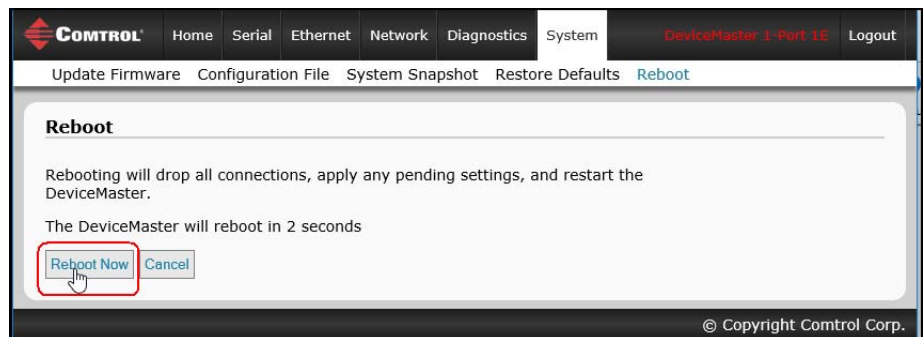 COMTROL Home Serial Ethernet Network Diagnostics System DeviceMaster 1-Port 1E Logout
Update Firmware Configuration File System Snapshot Restore Defaults Reboot
Reboot
Rebooting will drop all connections, apply any pending settings, and restart the
DeviceMaster.
The DeviceMaster will reboot in 2 seconds
Reboot Now Cancel
© Copyright Comtrol Corp.